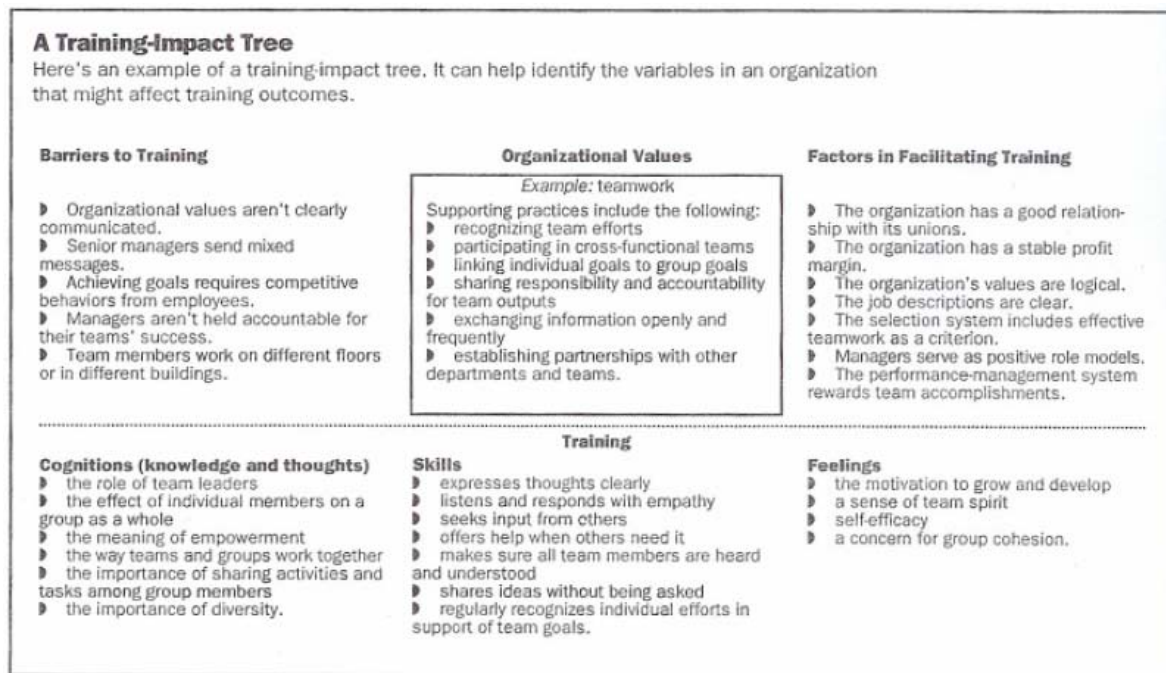 A Training-Impact Tree
Here's an example of a training-impact tree. It can help identify the variables in an organization
that might affect training outcomes.
Barriers to Training
◗ Organizational values aren't clearly
communicated.
◗ Senior managers send mixed
messages.
◗ Achieving goals requires competitive
behaviors from employees.
◗ Managers aren't held accountable for
their teams' success.
◗ Team members work on different floors
or in different buildings.
Organizational Values
Example: teamwork
Supporting practices include the following:
◗ recognizing team efforts
◗ participating in cross-functional teams
◗ linking individual goals to group goals
◗ sharing responsibility and accountability
for team outputs
◗ exchanging information openly and
frequently
◗ establishing partnerships with other
departments and teams.
Factors in Facilitating Training
◗ The organization has a good relation-
ship with its unions.
◗ The organization has a stable profit
margin.
◗ The organization's values are logical.
◗ The job descriptions are clear.
◗ The selection system includes effective
teamwork as a criterion.
◗ Managers serve as positive role models.
◗ The performance-management system
rewards team accomplishments.
Training
Cognitions (knowledge and thoughts)
◗ the role of team leaders
◗ the effect of individual members on a
group as a whole
◗ the meaning of empowerment
◗ the way teams and groups work together
◗ the importance of sharing activities and
tasks among group members
◗ the importance of diversity.
Skills
◗ expresses thoughts clearly
◗ listens and responds with empathy
◗ seeks input from others
◗ offers help when others need it
◗ makes sure all team members are heard
and understood
◗ shares ideas without being asked
◗ regularly recognizes individual efforts in
support of team goals.
Feelings
◗ the motivation to grow and develop
◗ a sense of team spirit
◗ self-efficacy
◗ a concern for group cohesion.